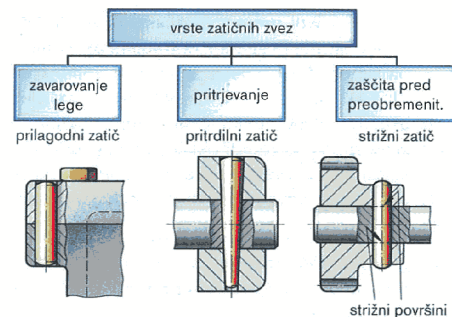 vrste zatičnih zvez
zavarovanje
lege
pritrjevanje
zaščita pred
preobremenit.
prilagodni zatič
pritrdilni zatič
strižni zatič
strižni površini